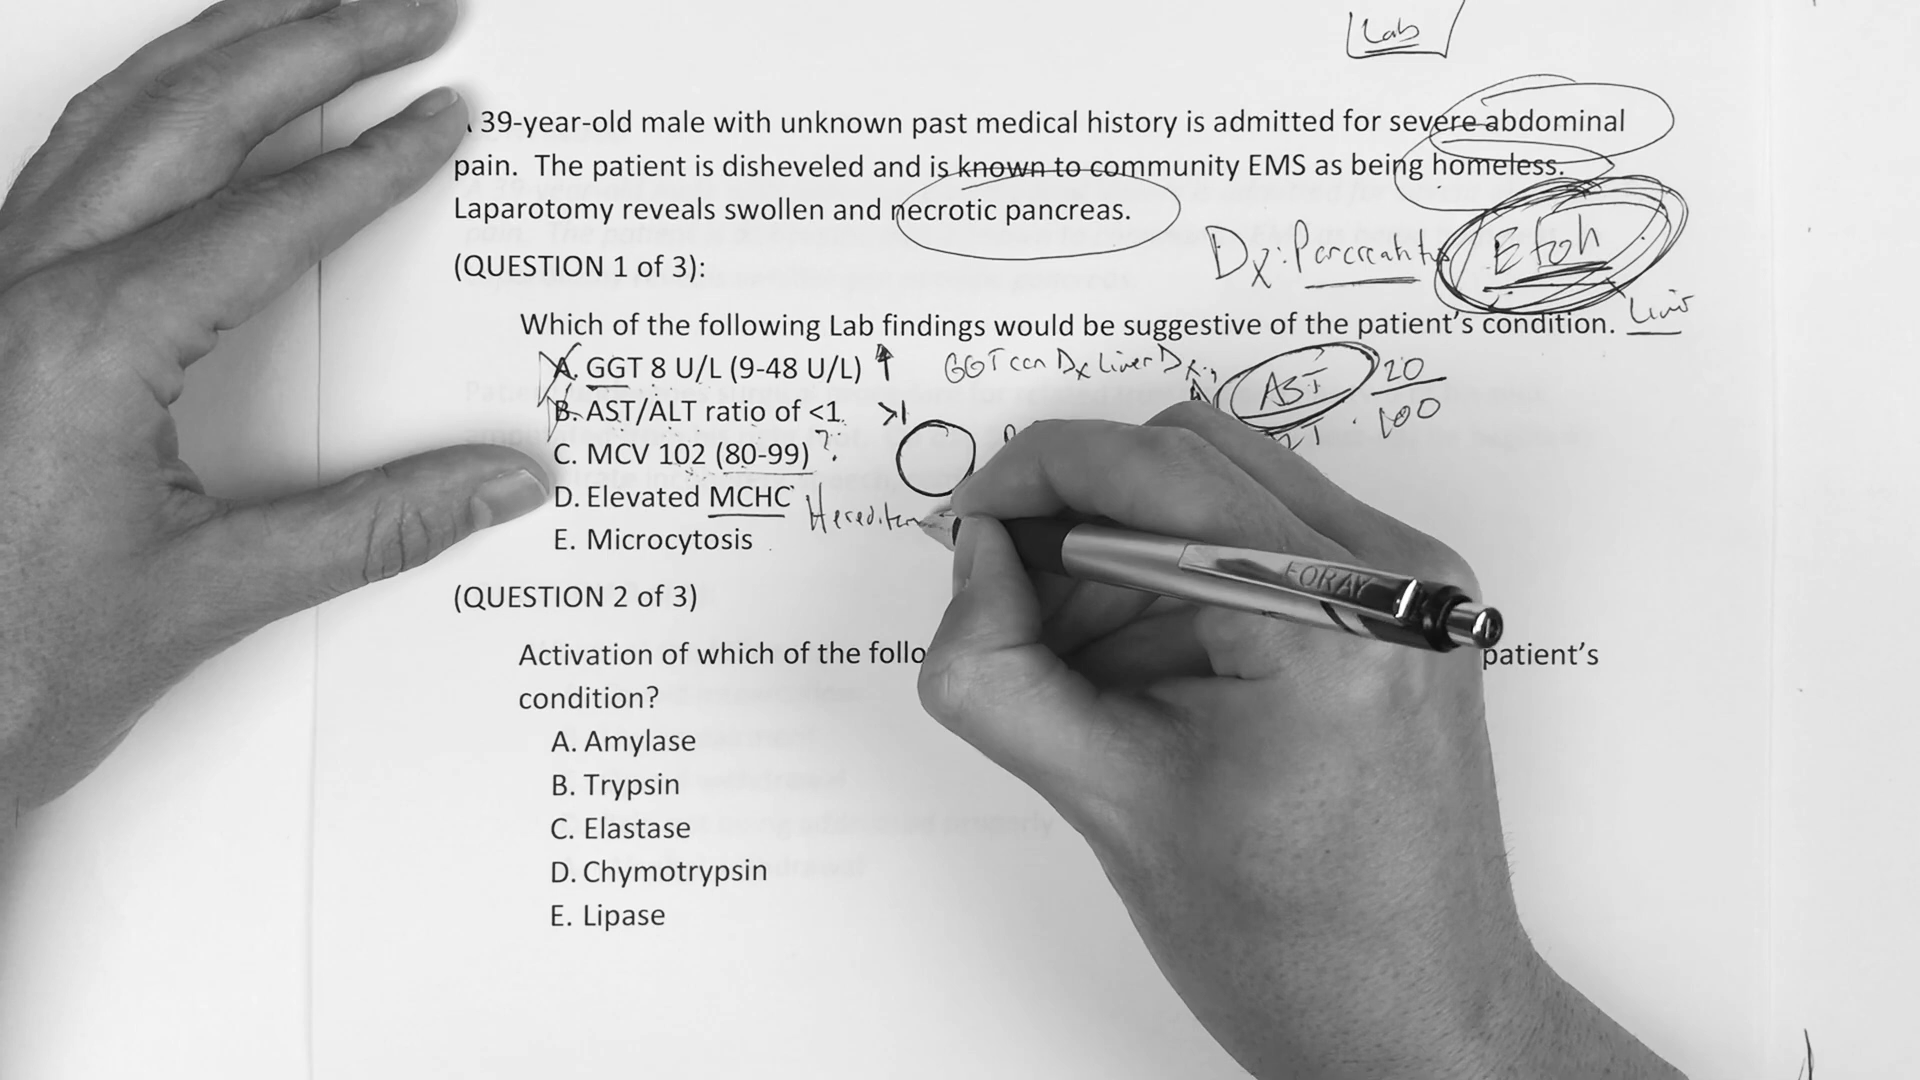 Lab
39-year-old male with unknown past medical history is admitted for severe abdominal
pain. The patient is disheveled and is known to community EMS as being homeless.
Laparotomy reveals swollen and necrotic pancreas.
Dx: Pancreatitis Etoh
(QUESTION 1 of 3):
Liver
Which of the following Lab findings would be suggestive of the patient's condition.
A. GGT 8 U/L (9-48 U/L) ↑ GGT can Dx Liver Dx. AST 20
B. AST/ALT ratio of <1. >1 100
C. MCV 102 (80-99) ?
D. Elevated MCHC
E. Microcytosis
FORAY
(QUESTION 2 of 3)
Activation of which of the follo patient's
condition?
A. Amylase
B. Trypsin
C. Elastase
D. Chymotrypsin
E. Lipase